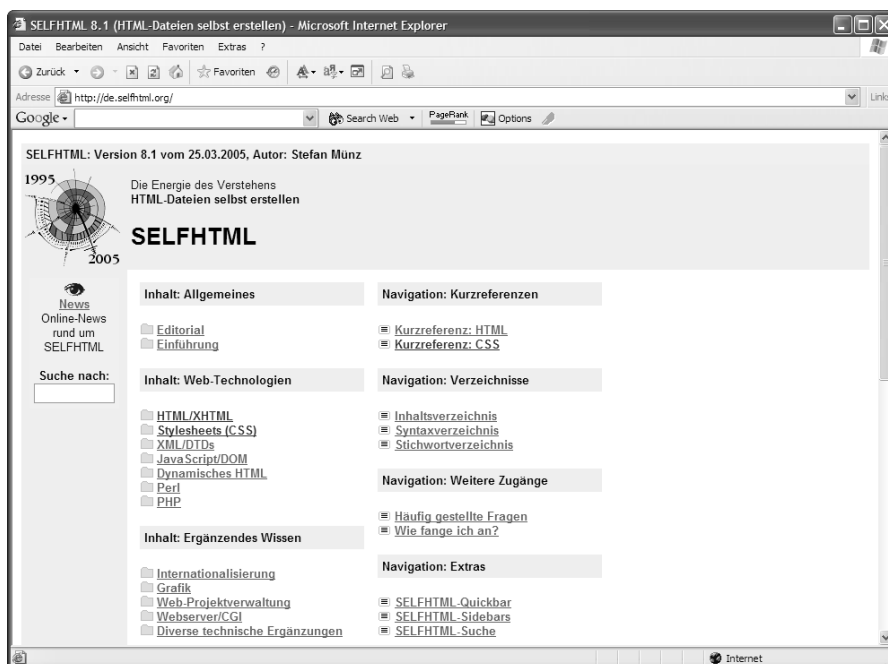 SELFHTML 8.1 (HTML-Dateien selbst erstellen) - Microsoft Internet Explorer
Datei Bearbeiten Ansicht Favoriten Extras ?
Zurück Favoriten
Adresse http://de.selfhtml.org/ Links
Google Search Web PageRank Options
SELFHTML: Version 8.1 vom 25.03.2005, Autor: Stefan Münz
1995
2005
Die Energie des Verstehens
HTML-Dateien selbst erstellen
SELFHTML
News
Online-News
rund um
SELFHTML
Suche nach:
Inhalt: Allgemeines
Editorial
Einführung
Inhalt: Web-Technologien
HTML/XHTML
Stylesheets (CSS)
XML/DTDs
JavaScript/DOM
Dynamisches HTML
Perl
PHP
Inhalt: Ergänzendes Wissen
Internationalisierung
Grafik
Web-Projektverwaltung
Webserver/CGI
Diverse technische Ergänzungen
Navigation: Kurzreferenzen
Kurzreferenz: HTML
Kurzreferenz: CSS
Navigation: Verzeichnisse
Inhaltsverzeichnis
Syntaxverzeichnis
Stichwortverzeichnis
Navigation: Weitere Zugänge
Häufig gestellte Fragen
Wie fange ich an?
Navigation: Extras
SELFHTML-Quickbar
SELFHTML-Sidebars
SELFHTML-Suche
Internet